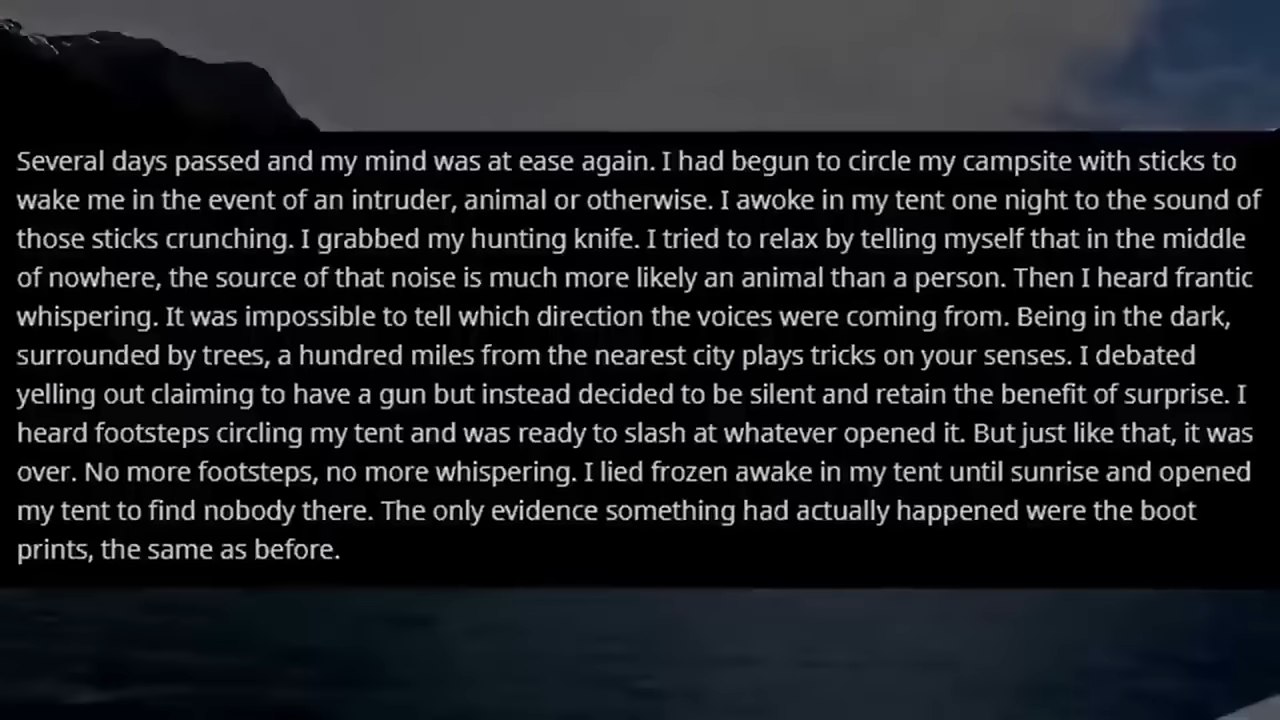 Several days passed and my mind was at ease again. I had begun to circle my campsite with sticks to
wake me in the event of an intruder, animal or otherwise. I awoke in my tent one night to the sound of
those sticks crunching. I grabbed my hunting knife. I tried to relax by telling myself that in the middle
of nowhere, the source of that noise is much more likely an animal than a person. Then I heard frantic
whispering. It was impossible to tell which direction the voices were coming from. Being in the dark,
surrounded by trees, a hundred miles from the nearest city plays tricks on your senses. I debated
yelling out claiming to have a gun but instead decided to be silent and retain the benefit of surprise. I
heard footsteps circling my tent and was ready to slash at whatever opened it. But just like that, it was
over. No more footsteps, no more whispering. I lied frozen awake in my tent until sunrise and opened
my tent to find nobody there. The only evidence something had actually happened were the boot
prints, the same as before.